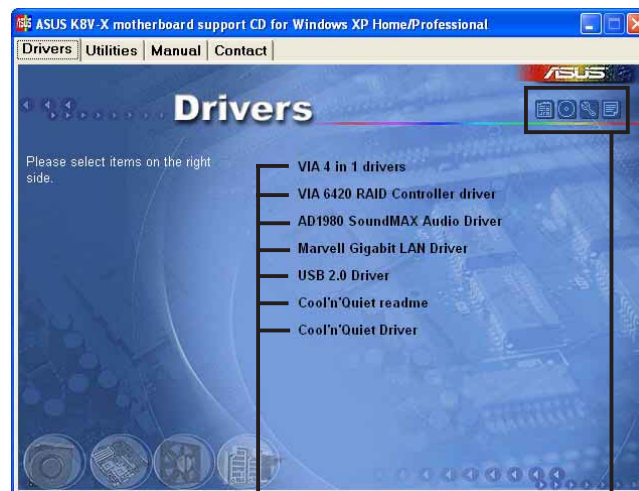 ASUS K8V-X motherboard support CD for Windows XP Home/Professional
Drivers Utilities Manual Contact
ASUS
Drivers
Please select items on the right
side.
VIA 4 in 1 drivers
VIA 6420 RAID Controller driver
AD1980 SoundMAX Audio Driver
Marvell Gigabit LAN Driver
USB 2.0 Driver
Cool'n'Quiet readme
Cool'n'Quiet Driver